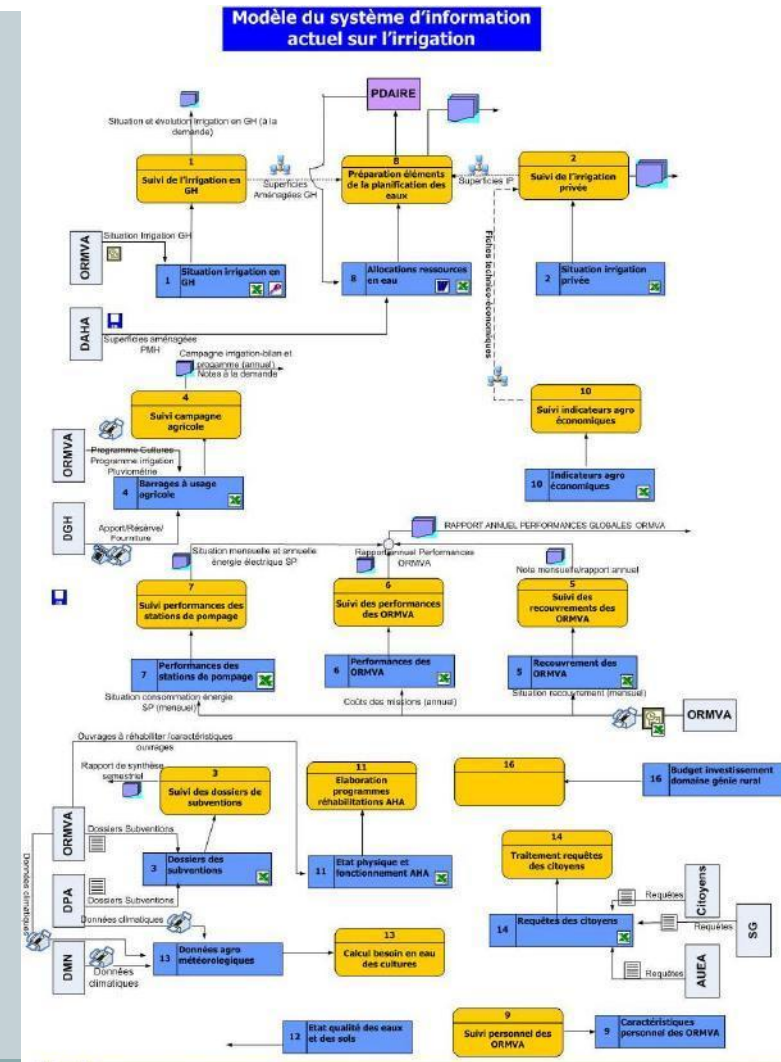 Modèle du système d'information
actuel sur l'irrigation
PDAIRE
Situation et évolution irrigation en GH (à la
demande)
1
Suivi de l'irrigation en
GH
Superficies
Aménagées GH
8
Préparation éléments
de la planification des
eaux
Superficies IP
2
Suivi de l'irrigation
privée
ORMVA
Situation Irrigation GH
1
Situation irrigation en
GH
8
Allocations ressources
en eau
2
Situation irrigation
privée
Fiches technico-économiques
DAHA
Superficies aménagées
PMH
Campagne irrigation-bilan et
programme (annuel)
Notes à la demande
4
Suivi campagne
agricole
10
Suivi indicateurs agro
économiques
ORMVA
Programme Cultures
Programme irrigation
Pluviométrie
4
Barrages à usage
agricole
10
Indicateurs agro
économiques
DGH
Apport/Réserve/
Fourniture
RAPPORT ANNUEL PERFORMANCES GLOBALES ORMVA
Situation mensuelle et annuelle
énergie électrique SP
Rapport annuel Performances
ORMVA
Note mensuelle/rapport annuel
7
Suivi performances des
stations de pompage
6
Suivi des performances
des ORMVA
5
Suivi des
recouvrements des
ORMVA
7
Performances des
stations de pompage
6
Performances des
ORMVA
5
Recouvrement des
ORMVA
Situation consommation énergie
SP (mensuel)
Coûts des missions (annuel)
Situation recouvrement (mensuel)
ORMVA
Ouvrages à réhabiliter /caractéristiques
ouvrages
Rapport de synthèse
semestriel
3
Suivi des dossiers de
subventions
11
Elaboration
programmes
réhabilitations AHA
16
16
Budget investissement
domaine génie rural
ORMVA
Dossiers Subventions
3
Dossiers des
subventions
11
Etat physique et
fonctionnement AHA
14
Traitement requêtes
des citoyens
DPA
Dossiers Subventions
Données climatiques
Données climatiques
14
Requêtes des citoyens
Requêtes
Citoyens
Requêtes
SG
Requêtes
AUEA
DMN
Données
climatiques
13
Données agro
météorologiques
13
Calcul besoin en eau
des cultures
12
Etat qualité des eaux
et des sols
9
Suivi personnel des
ORMVA
9
Caractéristiques
personnel des ORMVA